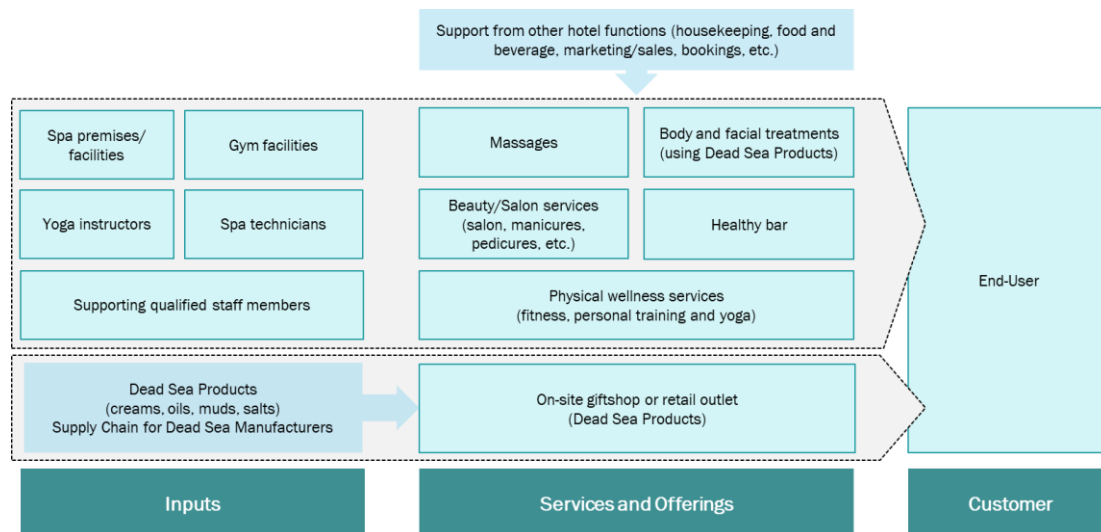 Support from other hotel functions (housekeeping, food and
beverage, marketing/sales, bookings, etc.)
Spa premises/
facilities
Gym facilities
Massages
Body and facial treatments
(using Dead Sea Products)
Yoga instructors
Spa technicians
Beauty/Salon services
(salon, manicures,
pedicures, etc.)
Healthy bar
End-User
Supporting qualified staff members
Physical wellness services
(fitness, personal training and yoga)
Dead Sea Products
(creams, oils, muds, salts)
Supply Chain for Dead Sea Manufacturers
On-site giftshop or retail outlet
(Dead Sea Products)
Inputs
Services and Offerings
Customer